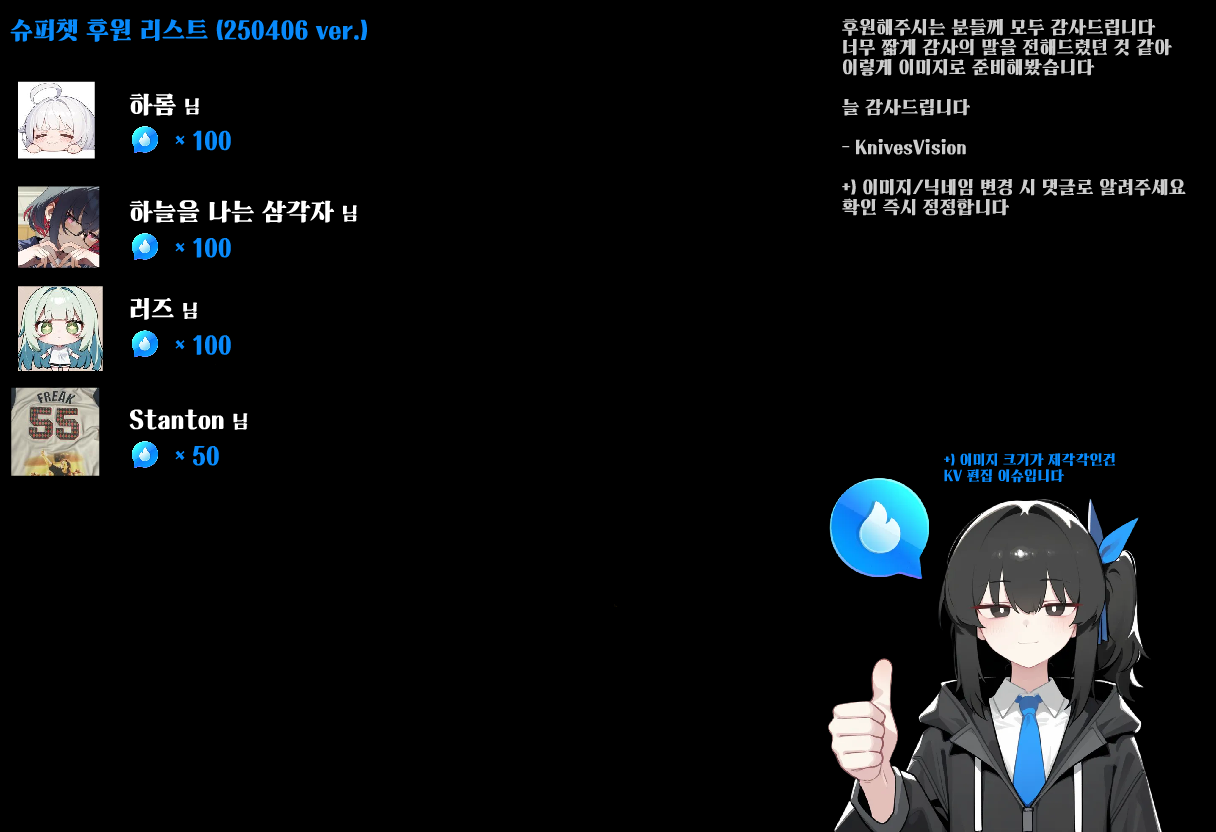 슈퍼챗 후원 리스트 (250406 ver.)
하롬 님
× 100
하늘을 나는 삼각자 님
× 100
러즈 님
× 100
FREAK
55
Stanton 님
× 50
후원해주시는 분들께 모두 감사드립니다
너무 짧게 감사의 말을 전해드렸던 것 같아
이렇게 이미지로 준비해봤습니다
늘 감사드립니다
- KnivesVision
+) 이미지/닉네임 변경 시 댓글로 알려주세요
확인 즉시 정정합니다
+) 이미지 크기가 제각각인건
KV 편집 이슈입니다